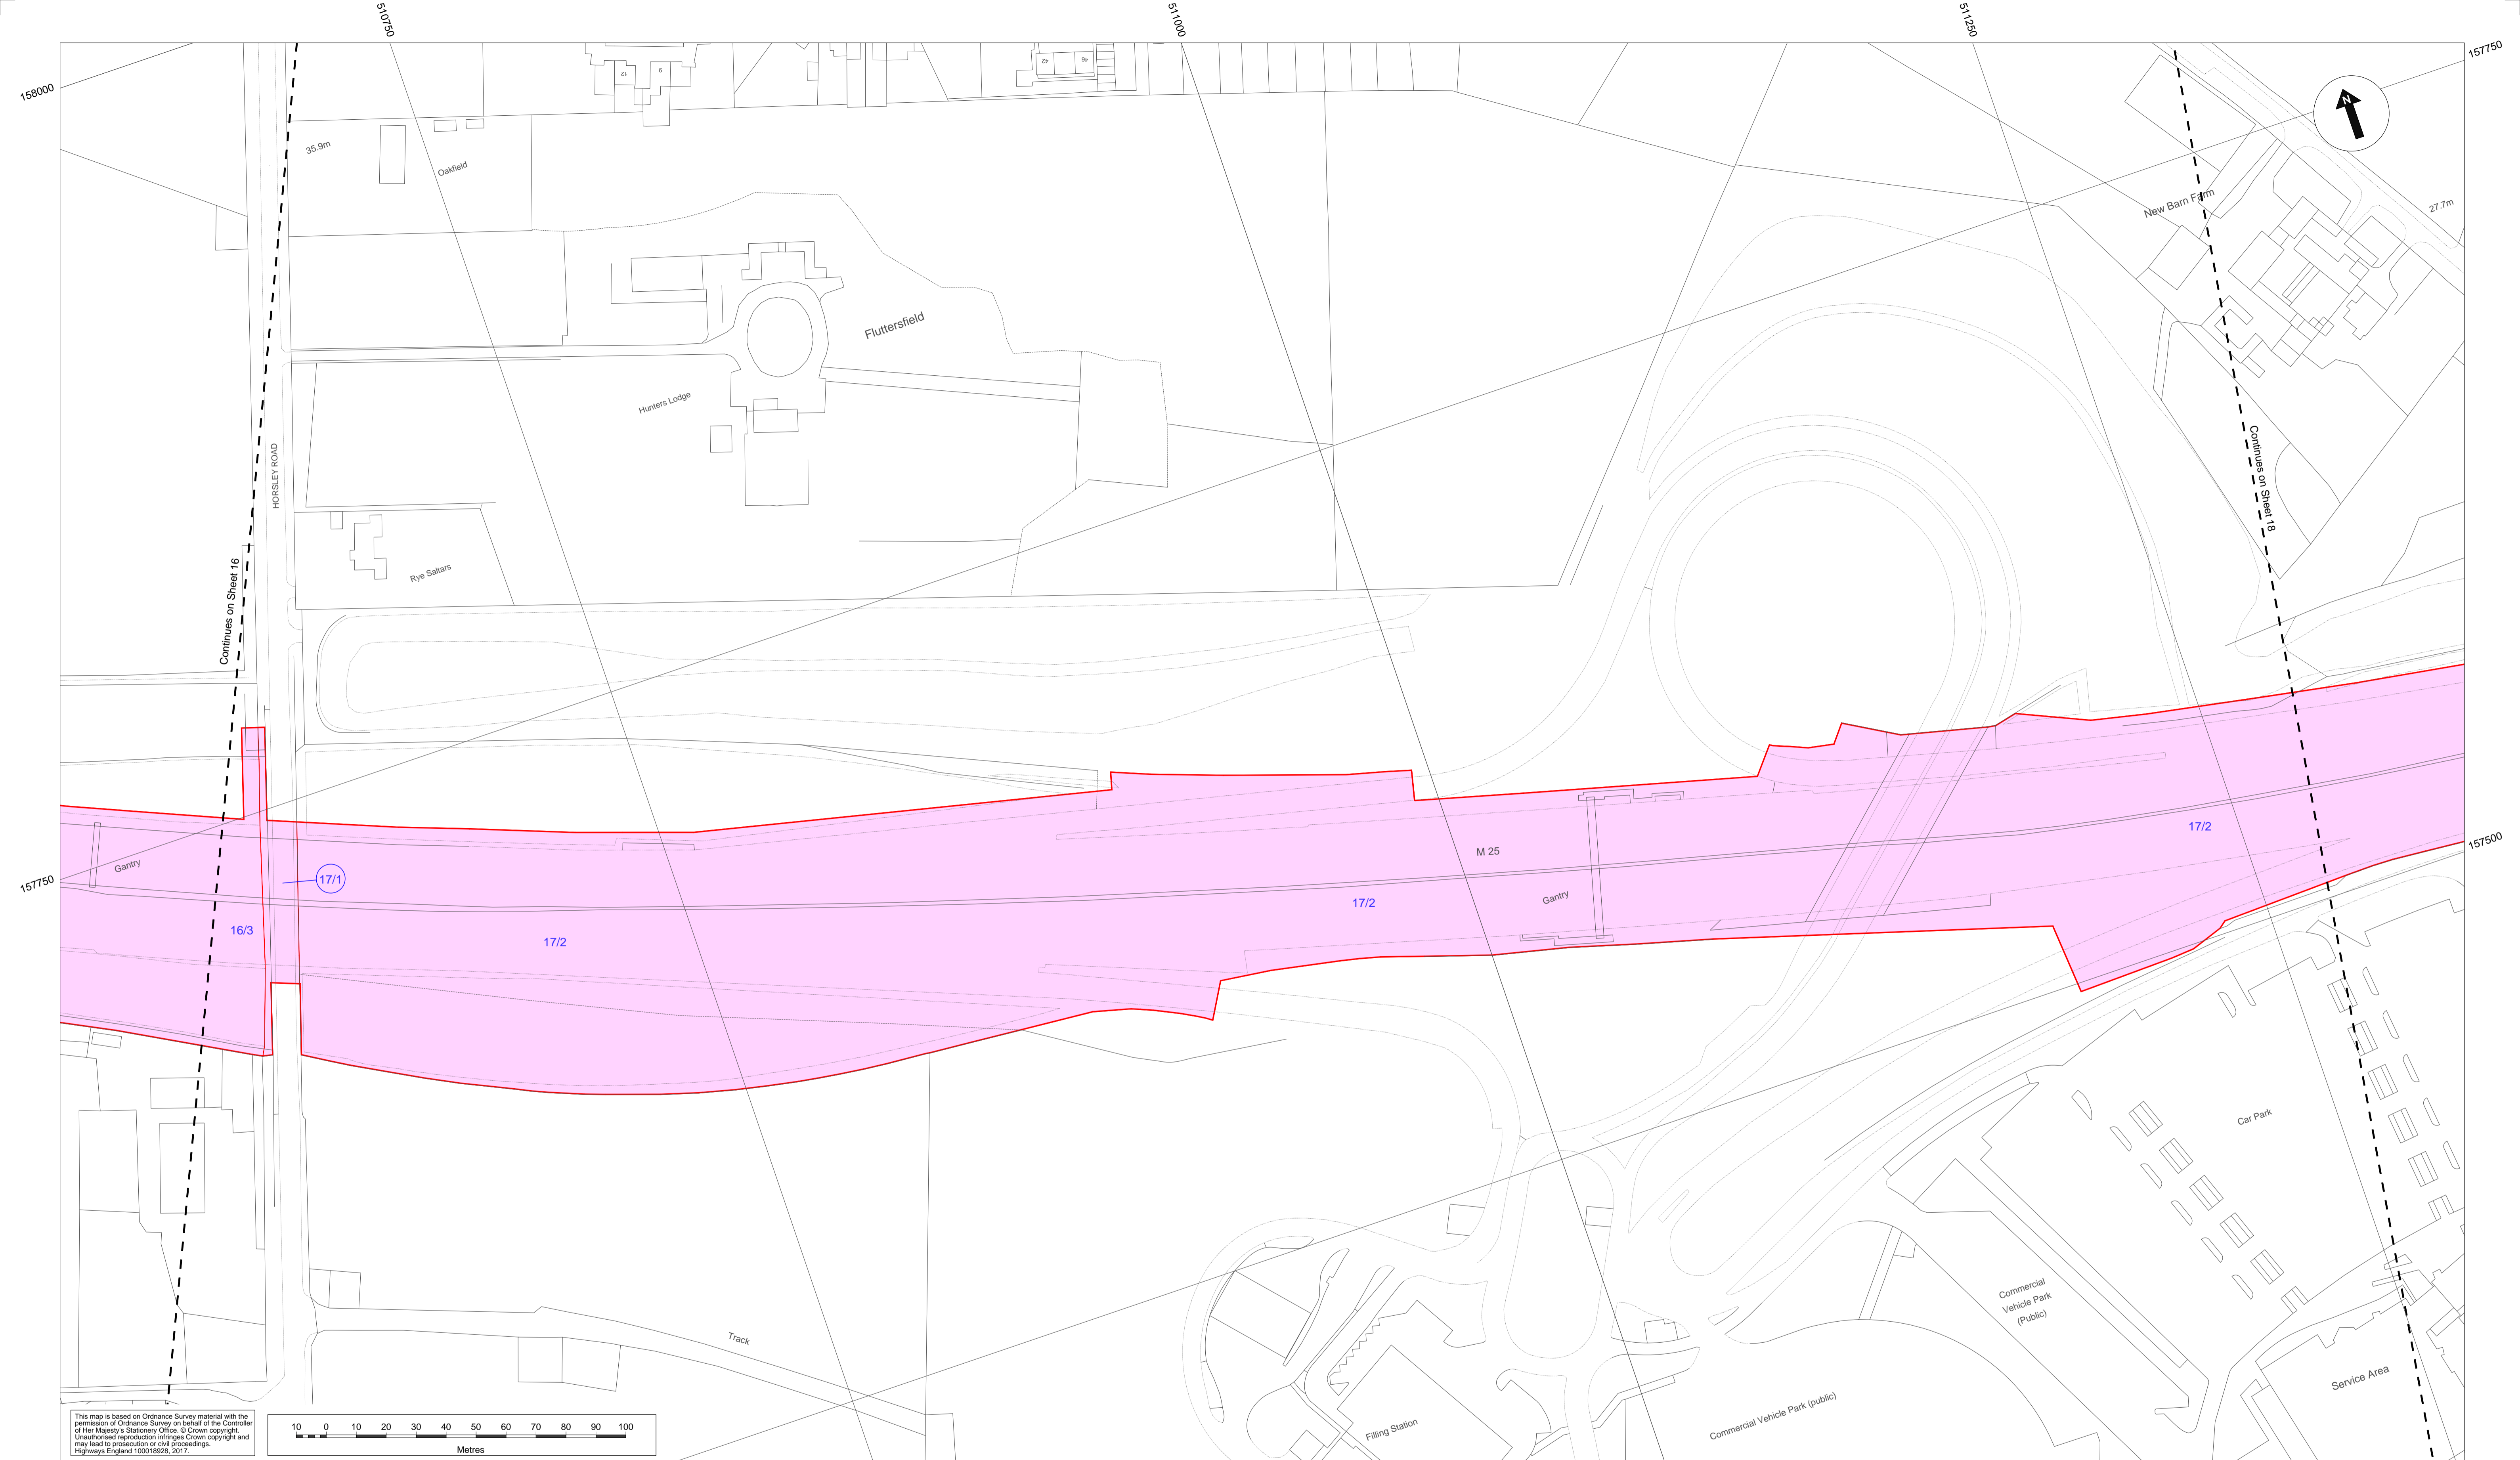 510750
511000
511250
157750
158000
N
12
9
42
46
35.9m
Oakfield
New Barn Farm
27.7m
Fluttersfield
Hunters Lodge
HORSLEY ROAD
Continues on Sheet 18
Rye Saltars
Continues on Sheet 16
17/2
M 25
157500
Gantry
17/1
157750
Gantry
17/2
16/3
17/2
Car Park
Commercial
Vehicle Park
(Public)
Track
Service Area
Commercial Vehicle Park (public)
Filling Station
This map is based on Ordnance Survey material with the
permission of Ordnance Survey on behalf of the Controller
of Her Majesty's Stationery Office. © Crown copyright.
Unauthorised reproduction infringes Crown copyright and
may lead to prosecution or civil proceedings.
Highways England 100018928, 2017.
10 0 10 20 30 40 50 60 70 80 90 100
Metres